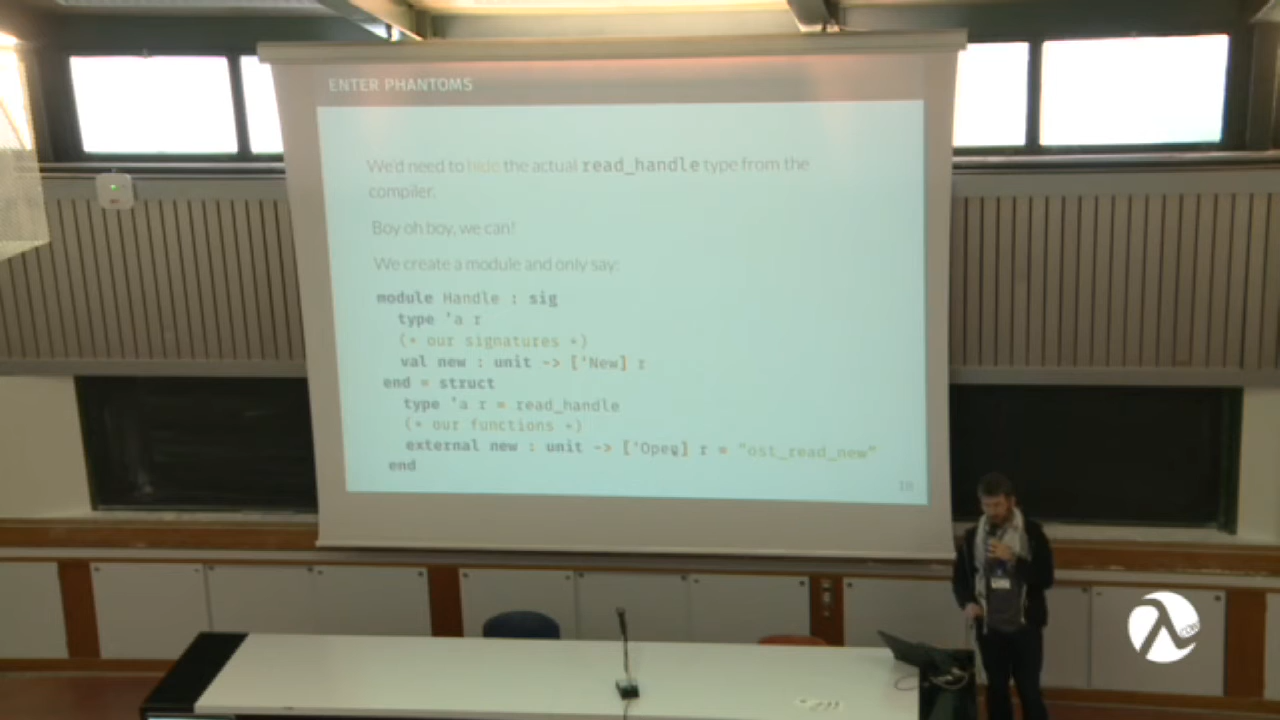 ENTER PHANTOMS
We'd need to hide the actual read_handle type from the
compiler.
Boy oh boy, we can!
We create a module and only say:
module Handle : sig
type 'a r
(* our signatures *)
val new : unit -> ['New] r
end = struct
type 'a r = read_handle
(* our functions *)
external new : unit -> ['Open] r = "ost_read_new"
end
18
λ